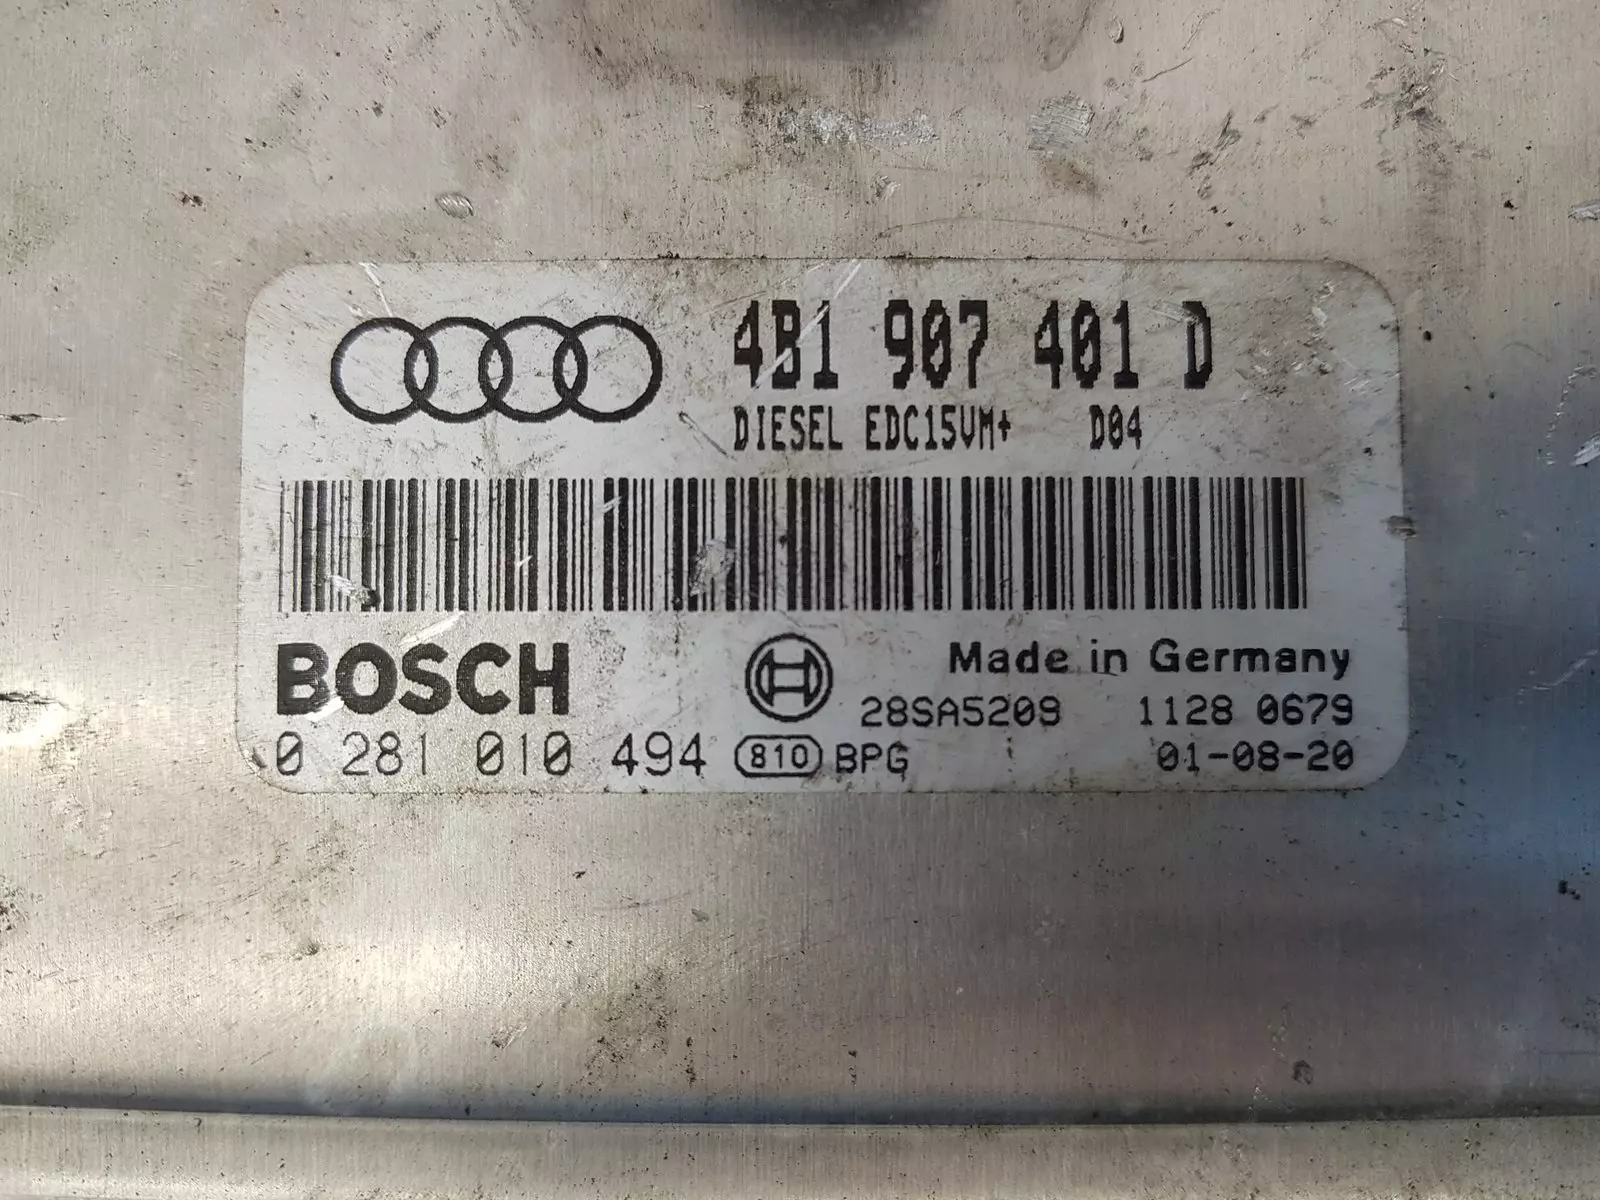 4B1 907 401 D
DIESEL EDC15VM+ D04
BOSCH
Made in Germany
28SA5209 1128 0679
0 281 010 494 810 BPG 01-08-20